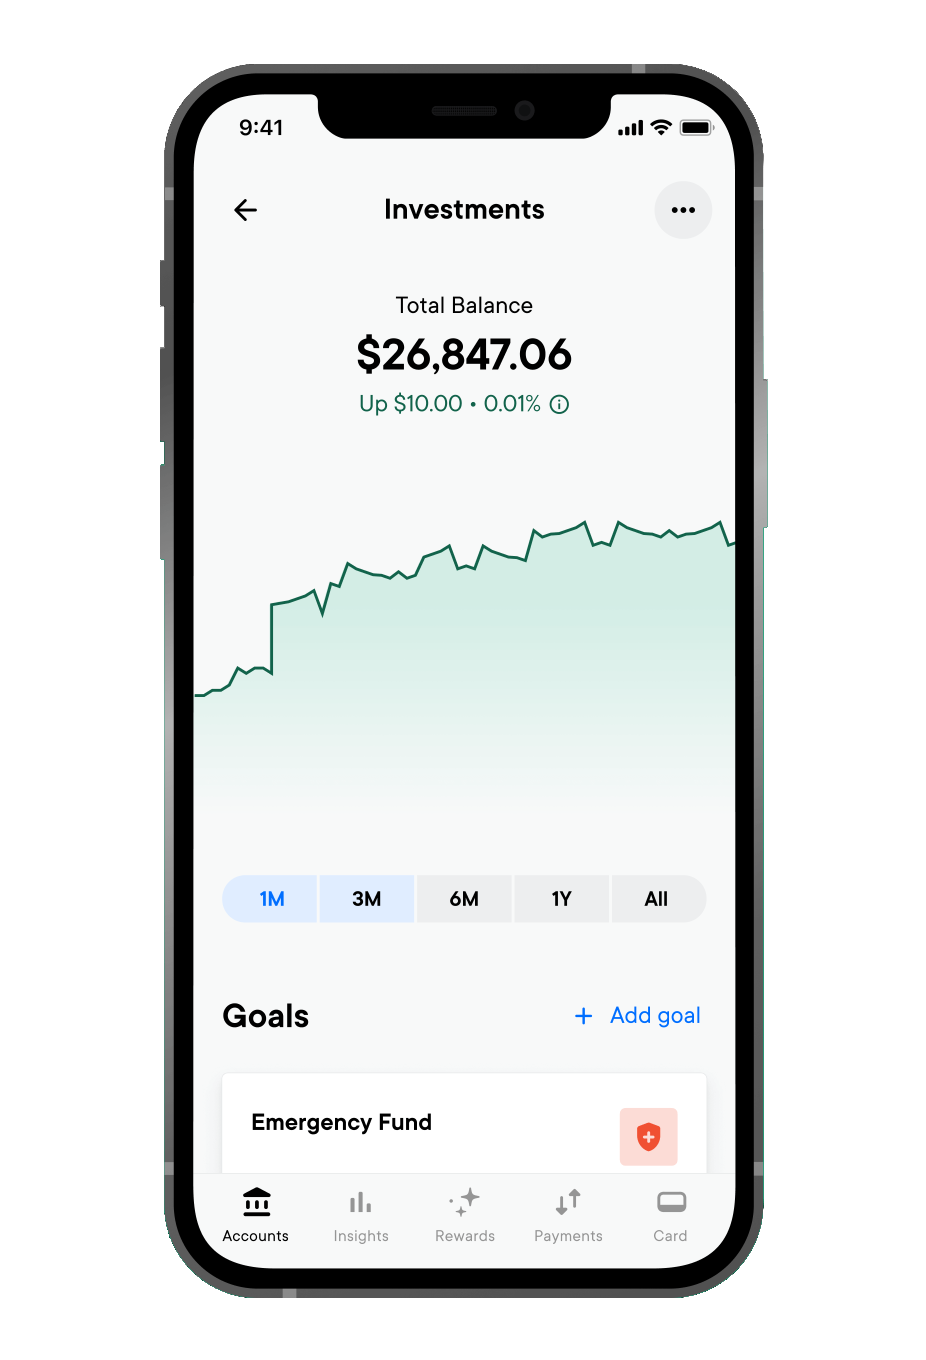 9:41
Investments
Total Balance
$26,847.06
Up $10.00 • 0.01%
1M 3M 6M 1Y All
Goals + Add goal
Emergency Fund
Accounts Insights Rewards Payments Card